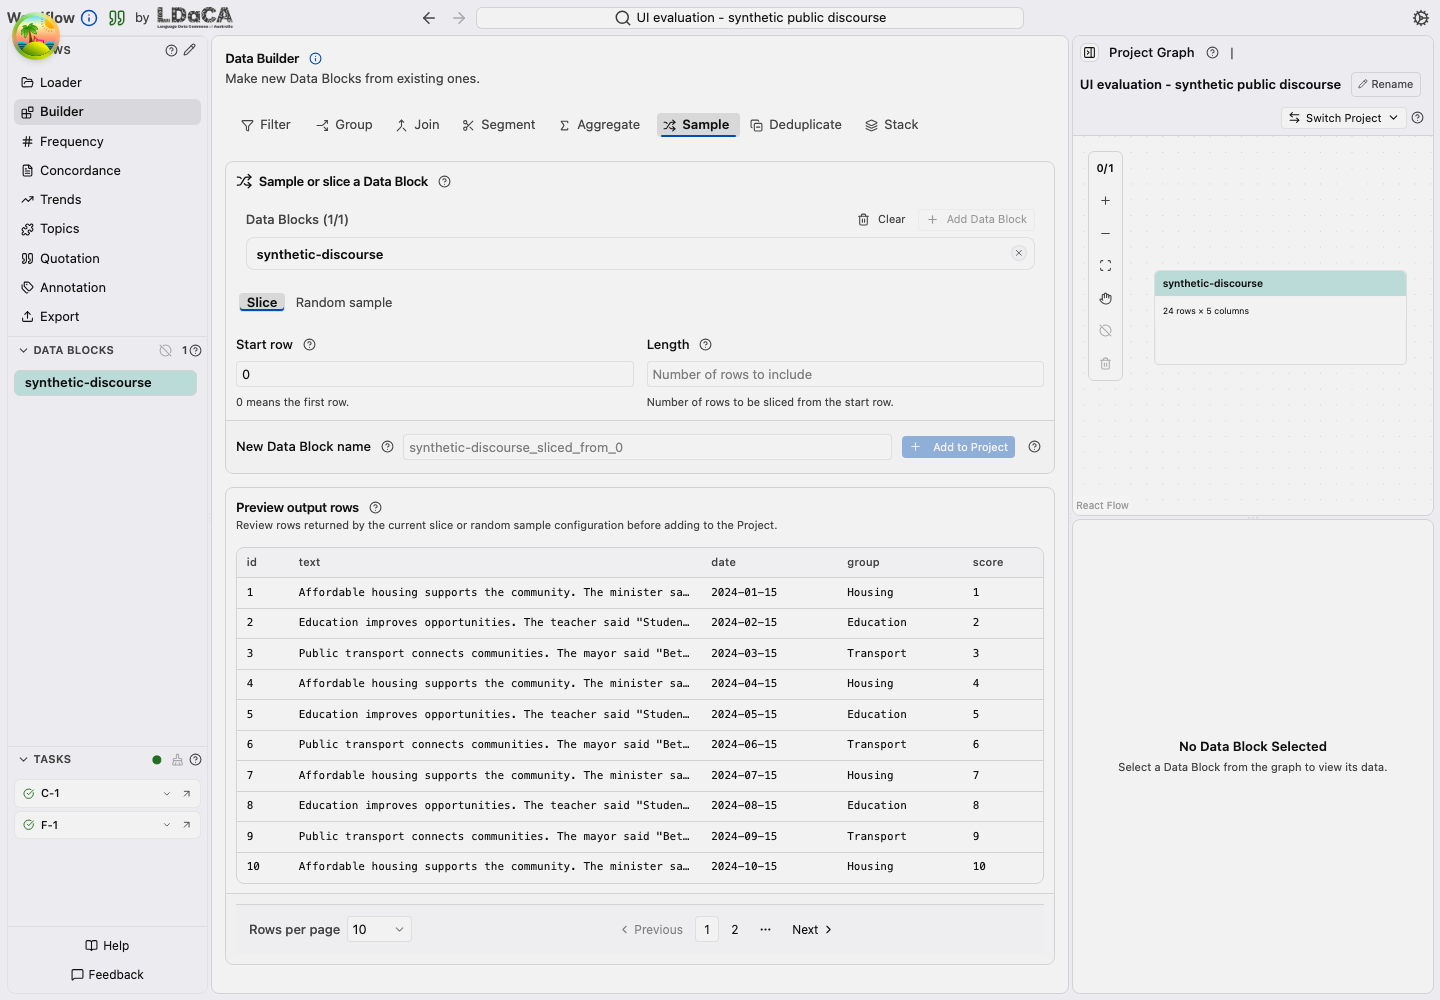 by LDaCA
Language Data Commons of Australia
UI evaluation - synthetic public discourse
Loader
Builder
Frequency
Concordance
Trends
Topics
Quotation
Annotation
Export
DATA BLOCKS 1
synthetic-discourse
TASKS
C-1
F-1
Help
Feedback
Data Builder
Make new Data Blocks from existing ones.
Filter Group Join Segment Aggregate Sample Deduplicate Stack
Sample or slice a Data Block
Data Blocks (1/1) Clear + Add Data Block
synthetic-discourse
Slice Random sample
Start row Length
0 Number of rows to include
0 means the first row. Number of rows to be sliced from the start row.
New Data Block name synthetic-discourse_sliced_from_0 + Add to Project
Preview output rows
Review rows returned by the current slice or random sample configuration before adding to the Project.
id text date group score
1 Affordable housing supports the community. The minister sa… 2024-01-15 Housing 1
2 Education improves opportunities. The teacher said "Studen… 2024-02-15 Education 2
3 Public transport connects communities. The mayor said "Bet… 2024-03-15 Transport 3
4 Affordable housing supports the community. The minister sa… 2024-04-15 Housing 4
5 Education improves opportunities. The teacher said "Studen… 2024-05-15 Education 5
6 Public transport connects communities. The mayor said "Bet… 2024-06-15 Transport 6
7 Affordable housing supports the community. The minister sa… 2024-07-15 Housing 7
8 Education improves opportunities. The teacher said "Studen… 2024-08-15 Education 8
9 Public transport connects communities. The mayor said "Bet… 2024-09-15 Transport 9
10 Affordable housing supports the community. The minister sa… 2024-10-15 Housing 10
Rows per page 10 Previous 1 2 ··· Next
Project Graph |
UI evaluation - synthetic public discourse Rename
Switch Project
0/1
synthetic-discourse
24 rows × 5 columns
React Flow
No Data Block Selected
Select a Data Block from the graph to view its data.